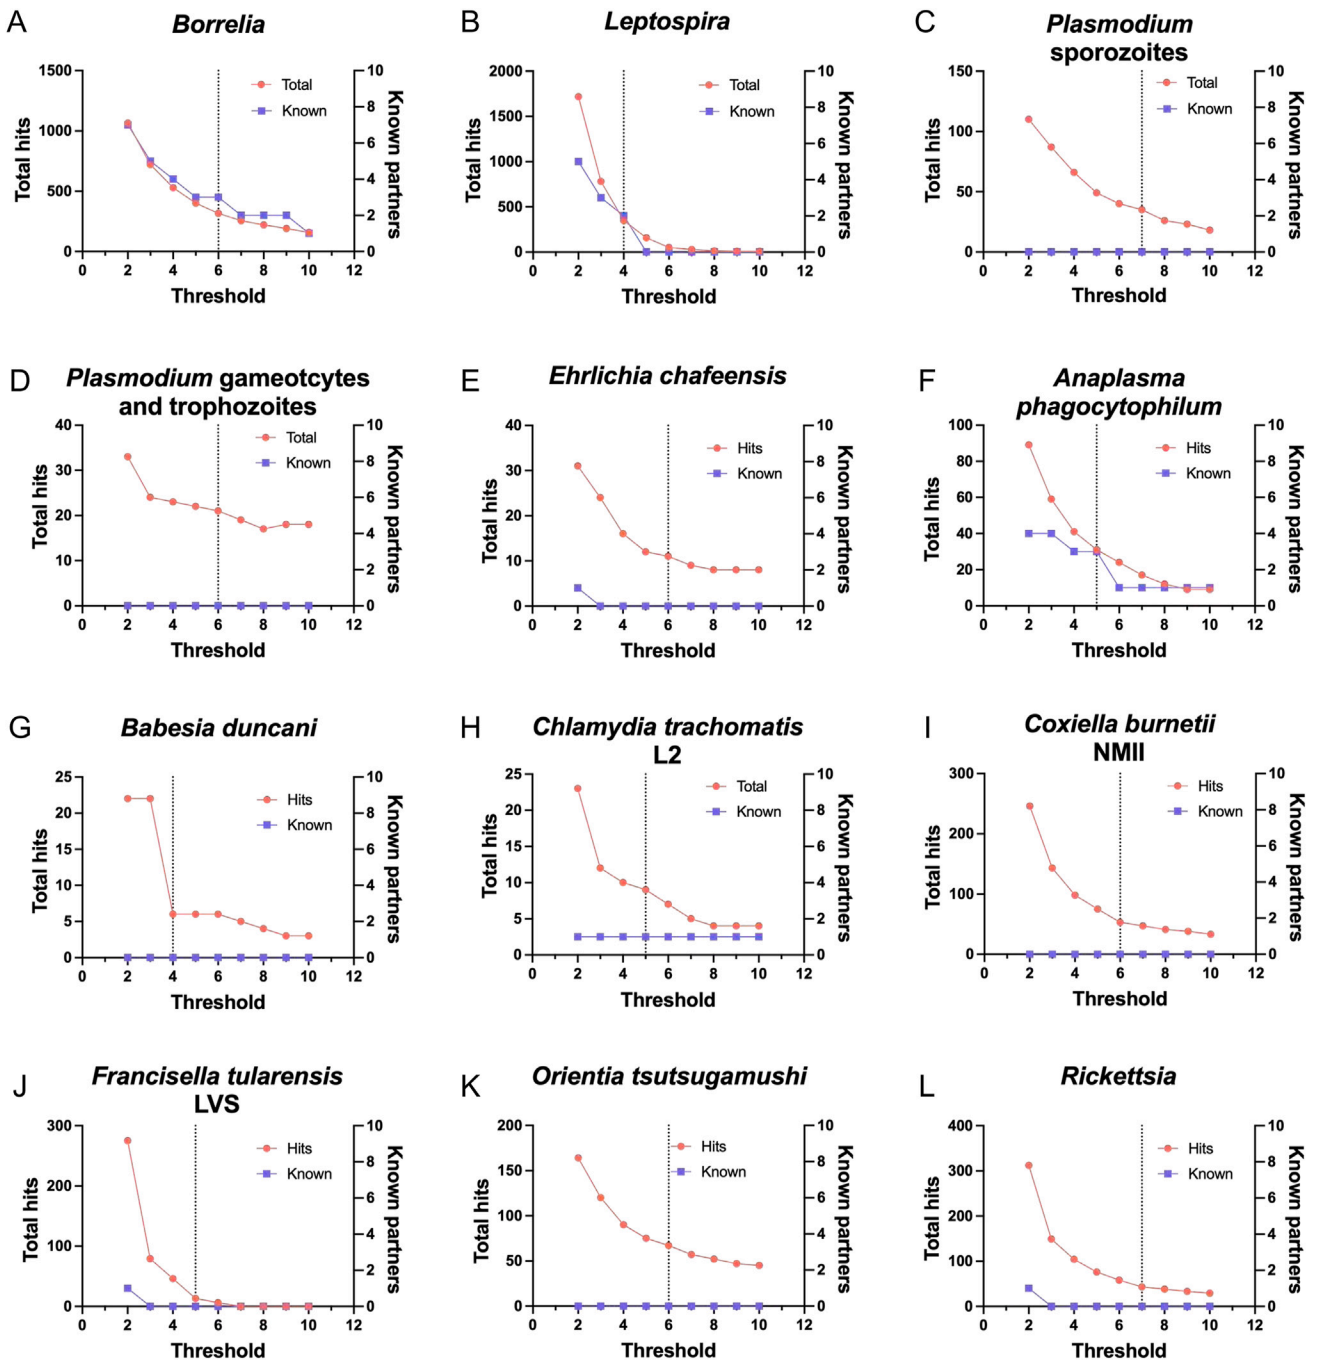 A
Borrelia
1500
1000
500
0
Total hits
10
8
6
4
2
0
Known partners
Total
Known
0 2 4 6 8 10 12
Threshold
B
Leptospira
2000
1500
1000
500
0
Total hits
10
8
6
4
2
0
Known partners
Total
Known
0 2 4 6 8 10 12
Threshold
C
Plasmodium
sporozoites
150
100
50
0
Total hits
10
8
6
4
2
0
Known partners
Total
Known
0 2 4 6 8 10 12
Threshold
D
Plasmodium gameotcytes
and trophozoites
40
30
20
10
0
Total hits
10
8
6
4
2
0
Known partners
Total
Known
0 2 4 6 8 10 12
Threshold
E
Ehrlichia chafeensis
40
30
20
10
0
Total hits
10
8
6
4
2
0
Known partners
Hits
Known
0 2 4 6 8 10 12
Threshold
F
Anaplasma
phagocytophilum
100
80
60
40
20
0
Total hits
10
8
6
4
2
0
Known partners
Hits
Known
0 2 4 6 8 10 12
Threshold
G
Babesia duncani
25
20
15
10
5
0
Total hits
10
8
6
4
2
0
Known partners
Hits
Known
0 2 4 6 8 10 12
Threshold
H
Chlamydia trachomatis
L2
25
20
15
10
5
0
Total hits
10
8
6
4
2
0
Known partners
Total
Known
0 2 4 6 8 10 12
Threshold
I
Coxiella burnetii
NMII
300
200
100
0
Total hits
10
8
6
4
2
0
Known partners
Hits
Known
0 2 4 6 8 10 12
Threshold
J
Francisella tularensis
LVS
300
200
100
0
Total hits
10
8
6
4
2
0
Known partners
Hits
Known
0 2 4 6 8 10 12
Threshold
K
Orientia tsutsugamushi
200
150
100
50
0
Total hits
10
8
6
4
2
0
Known partners
Hits
Known
0 2 4 6 8 10 12
Threshold
L
Rickettsia
400
300
200
100
0
Total hits
10
8
6
4
2
0
Known partners
Hits
Known
0 2 4 6 8 10 12
Threshold